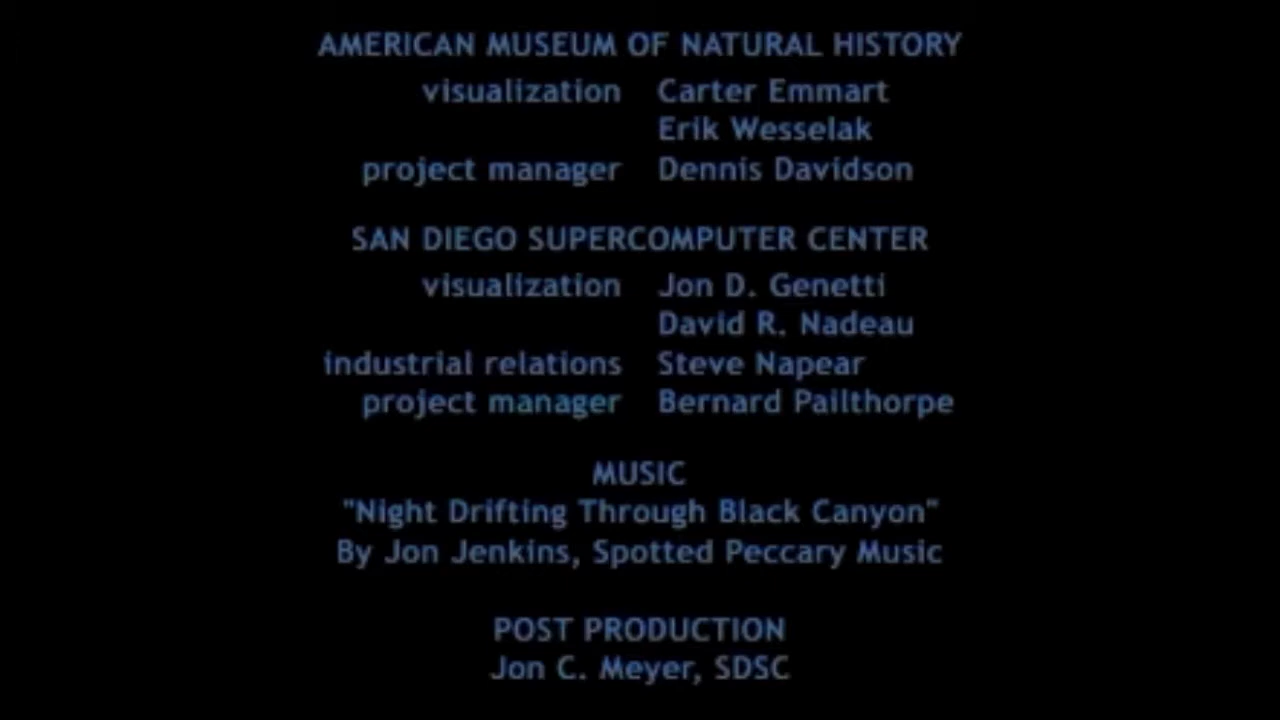 AMERICAN MUSEUM OF NATURAL HISTORY
visualization Carter Emmart
Erik Wesselak
project manager Dennis Davidson
SAN DIEGO SUPERCOMPUTER CENTER
visualization Jon D. Genetti
David R. Nadeau
industrial relations Steve Napear
project manager Bernard Pailthorpe
MUSIC
"Night Drifting Through Black Canyon"
By Jon Jenkins, Spotted Peccary Music
POST PRODUCTION
Jon C. Meyer, SDSC